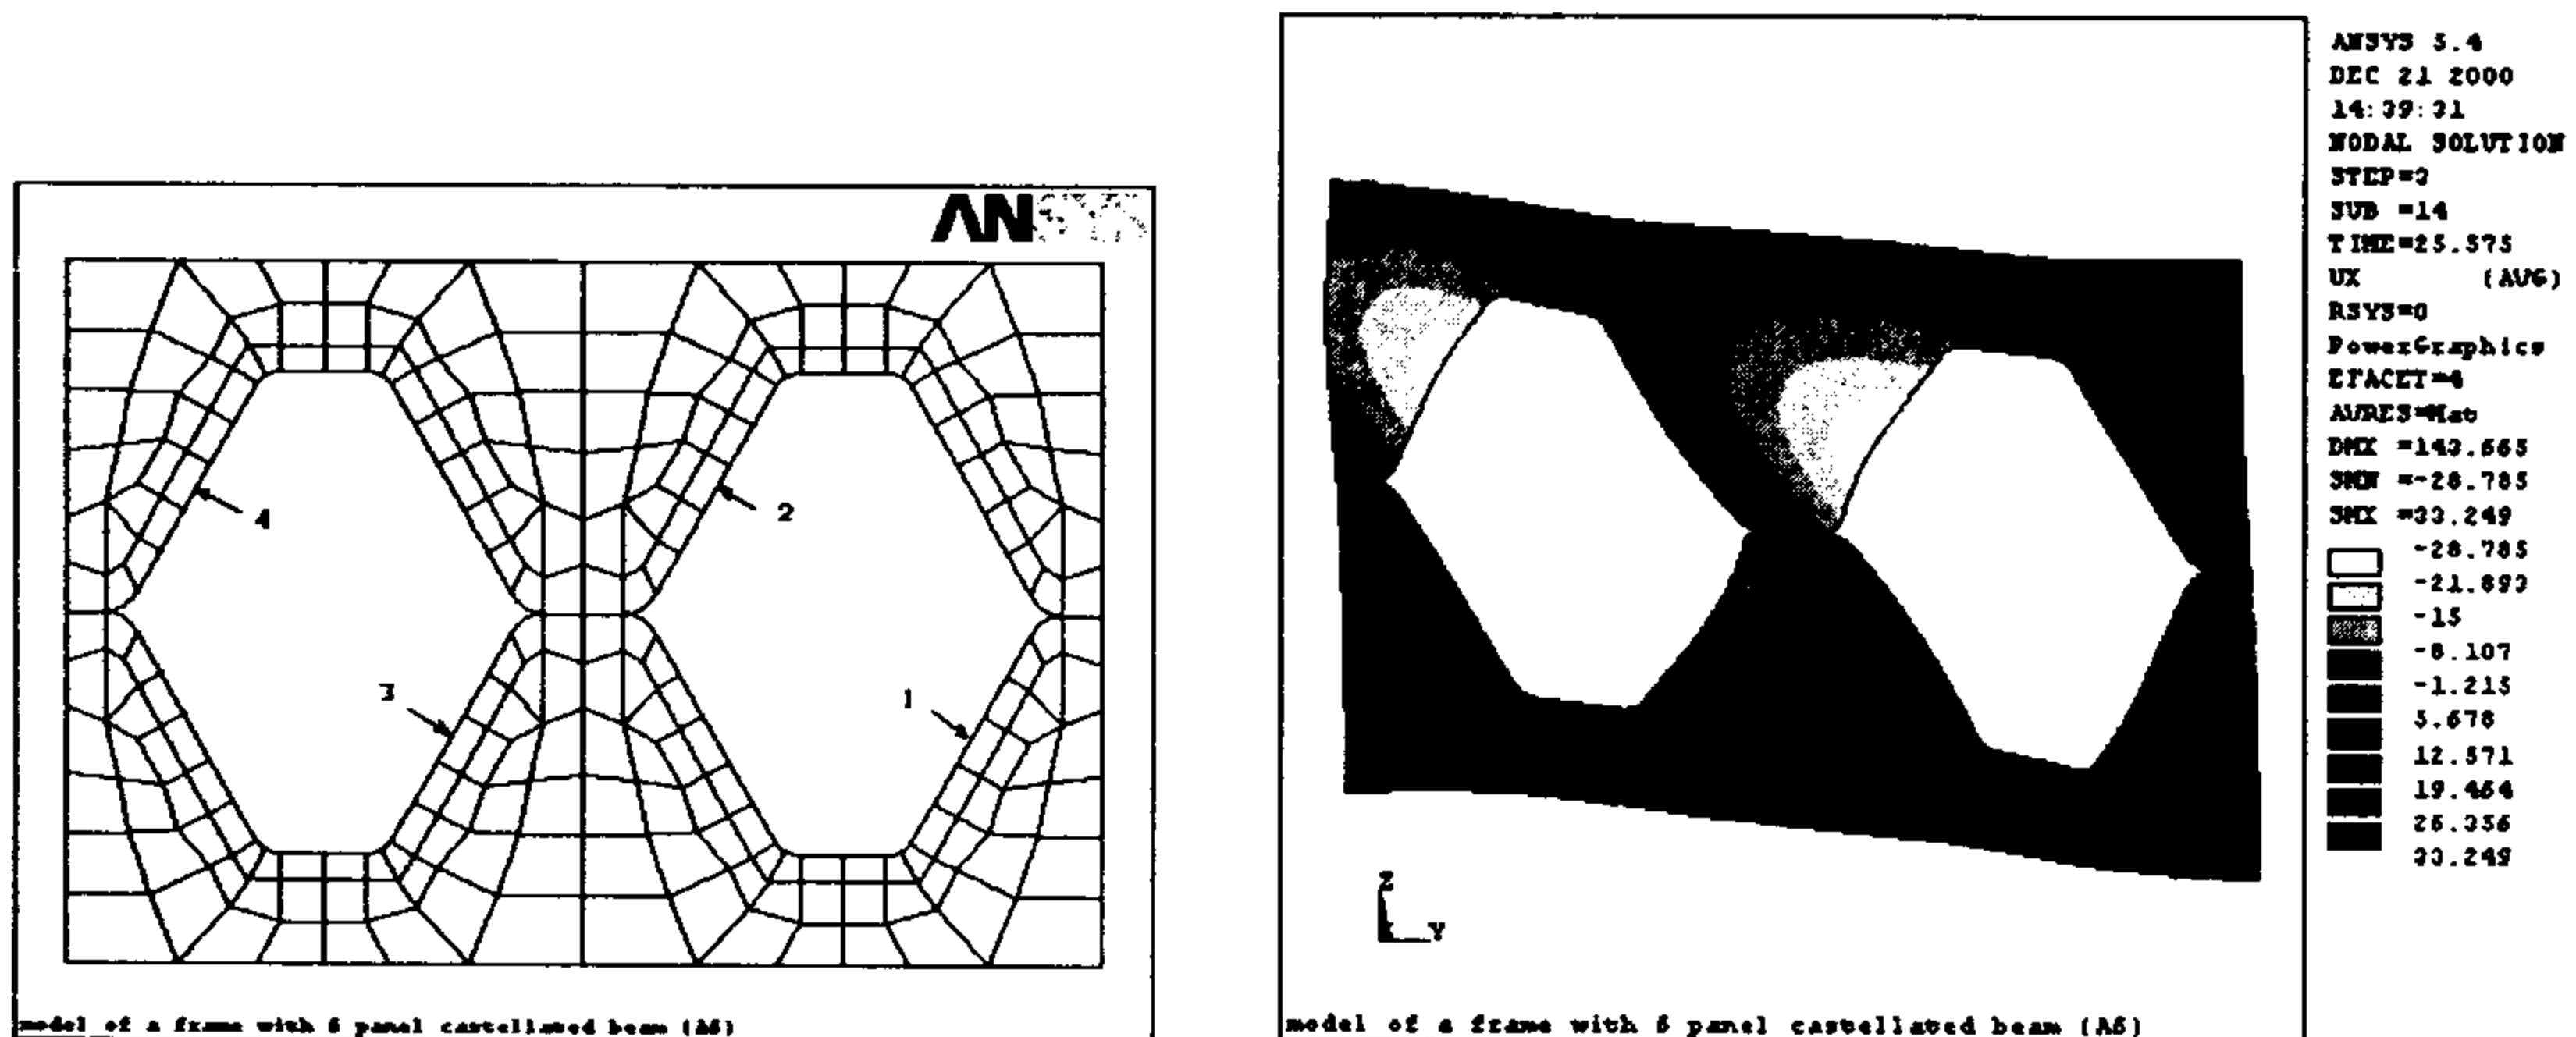 ANSYS
4
2
3
1
model of a frame with 6 panel castellated beam (A6)
ANSYS 5.4
DEC 21 2000
14:39:31
NODAL SOLUTION
STEP=3
SUB =14
TIME=25.575
UX (AVG)
RSYS=0
PowerGraphics
EFACET=4
AVRES=Mat
DMX =143.665
SMN =-28.785
SMX =33.249
-28.785
-21.893
-15
-8.107
-1.215
5.678
12.571
19.464
26.356
33.249
Z
Y
model of a frame with 6 panel castellated beam (A6)